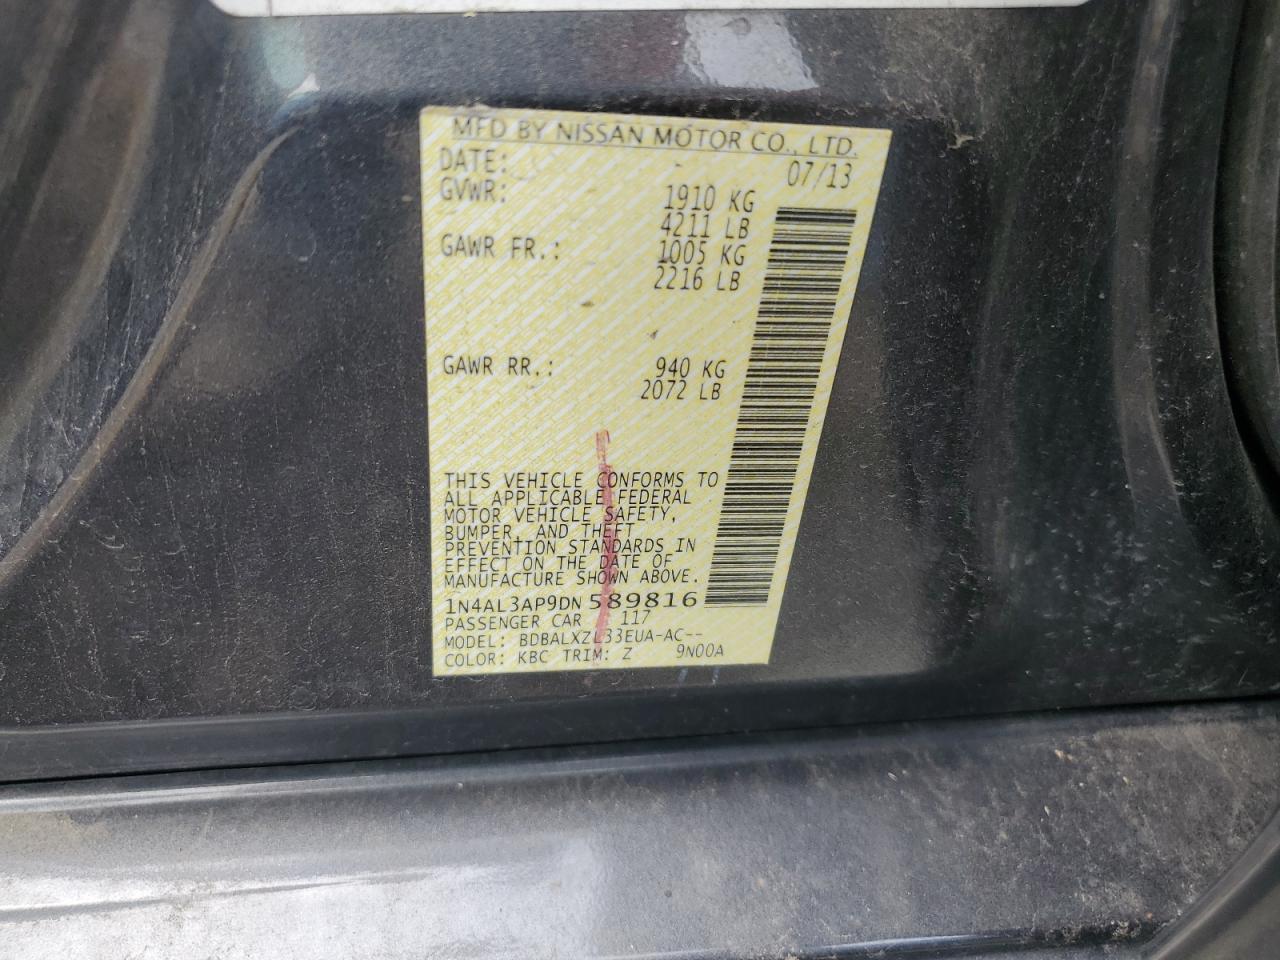 MFD BY NISSAN MOTOR CO., LTD.
DATE: 07/13
GVWR: 1910 KG
4211 LB
GAWR FR.: 1005 KG
2216 LB
GAWR RR.: 940 KG
2072 LB
THIS VEHICLE CONFORMS TO
ALL APPLICABLE FEDERAL
MOTOR VEHICLE SAFETY,
BUMPER, AND THEFT
PREVENTION STANDARDS IN
EFFECT ON THE DATE OF
MANUFACTURE SHOWN ABOVE.
1N4AL3AP9DN 589816
PASSENGER CAR 117
MODEL: BDBALXZL33EUA-AC--
COLOR: KBC TRIM: Z 9N00A